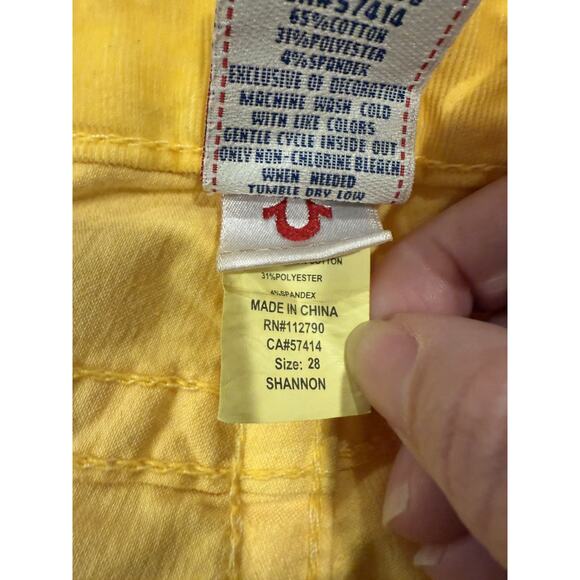 CA#57414
65%COTTON
31%POLYESTER
4%SPANDEX
EXCLUSIVE OF DECORATION
MACHINE WASH COLD
WITH LIKE COLORS
GENTLE CYCLE INSIDE OUT
ONLY NON-CHLORINE BLEACH
WHEN NEEDED
TUMBLE DRY LOW
COTTON
31%POLYESTER
4%SPANDEX
MADE IN CHINA
RN#112790
CA#57414
Size: 28
SHANNON